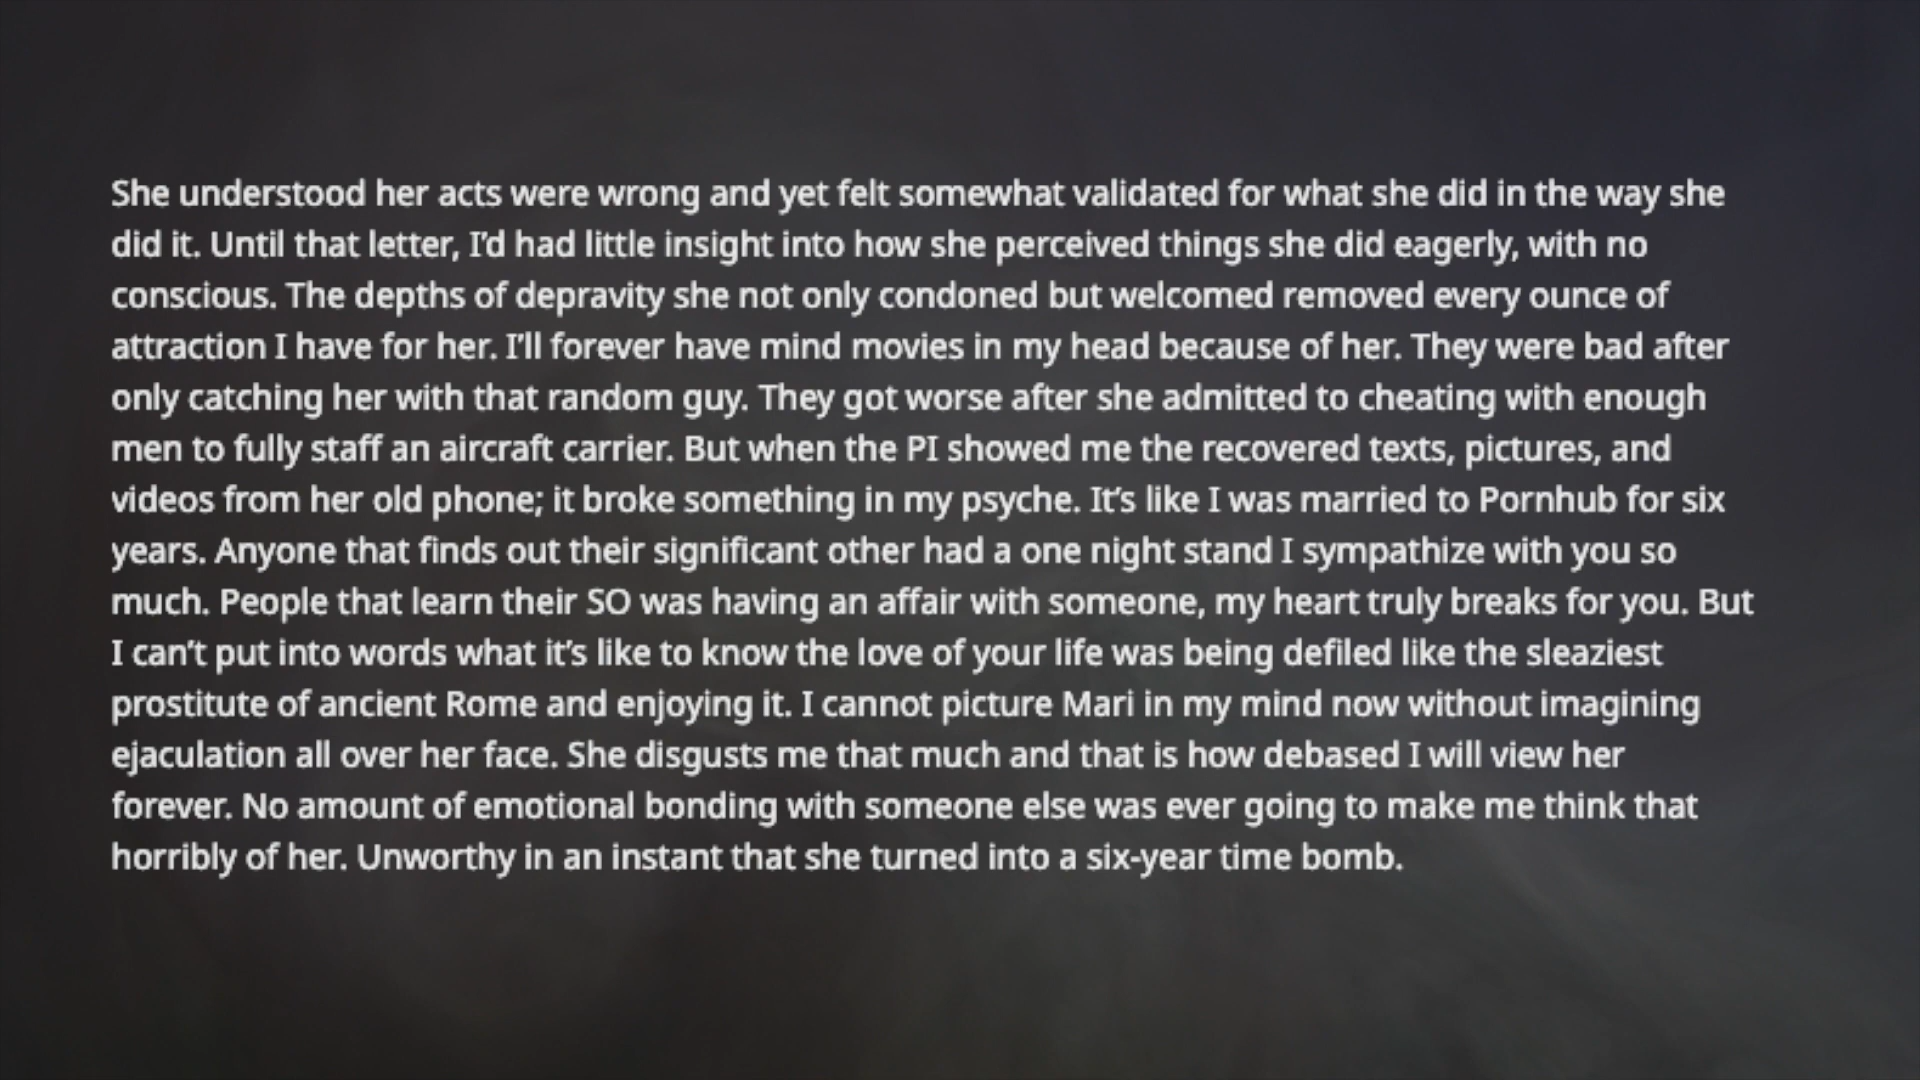 She understood her acts were wrong and yet felt somewhat validated for what she did in the way she
did it. Until that letter, I'd had little insight into how she perceived things she did eagerly, with no
conscious. The depths of depravity she not only condoned but welcomed removed every ounce of
attraction I have for her. I'll forever have mind movies in my head because of her. They were bad after
only catching her with that random guy. They got worse after she admitted to cheating with enough
men to fully staff an aircraft carrier. But when the PI showed me the recovered texts, pictures, and
videos from her old phone; it broke something in my psyche. It's like I was married to Pornhub for six
years. Anyone that finds out their significant other had a one night stand I sympathize with you so
much. People that learn their SO was having an affair with someone, my heart truly breaks for you. But
I can't put into words what it's like to know the love of your life was being defiled like the sleaziest
prostitute of ancient Rome and enjoying it. I cannot picture Mari in my mind now without imagining
ejaculation all over her face. She disgusts me that much and that is how debased I will view her
forever. No amount of emotional bonding with someone else was ever going to make me think that
horribly of her. Unworthy in an instant that she turned into a six-year time bomb.